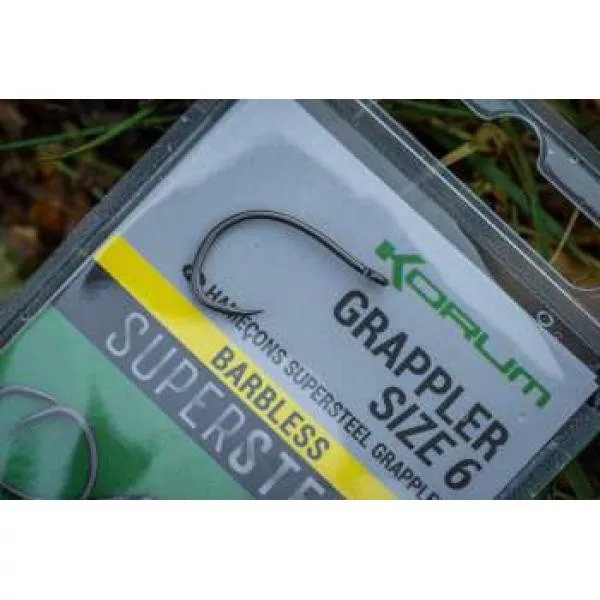 KORUM
GRAPPLER
SIZE 6
HAMEÇONS SUPERSTEEL GRAPPLE
BARBLESS
SUPERSTE